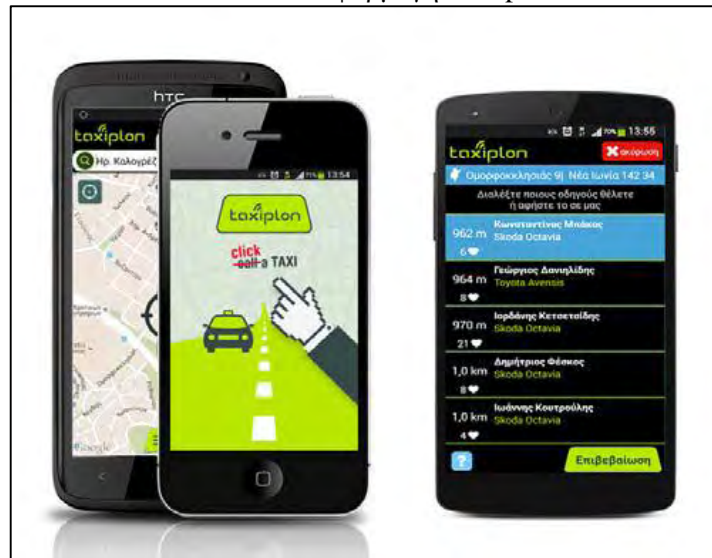 htc
taxiplon
Ηρ. Καλογρέζ
Google
71% 13:54
taxiplon
click
call a TAXI
70% 13:55
taxiplon
ακύρωση
Ομορφοκκλησιάς 9| Νέα Ιωνία 142 34
Διαλέξτε ποιους οδηγούς θέλετε
ή αφήστε το σε μας
Κωνσταντίνος Μπάκος
962 m Skoda Octavia
6
Γεώργιος Δανιηλίδης
964 m Toyota Avensis
8
Ιορδάνης Κετσετσίδης
970 m Skoda Octavia
21
Δημήτριος Φέσκος
1,0 km Skoda Octavia
8
Ιωάννης Κουτρούλης
1,0 km Skoda Octavia
4
? Επιβεβαίωση